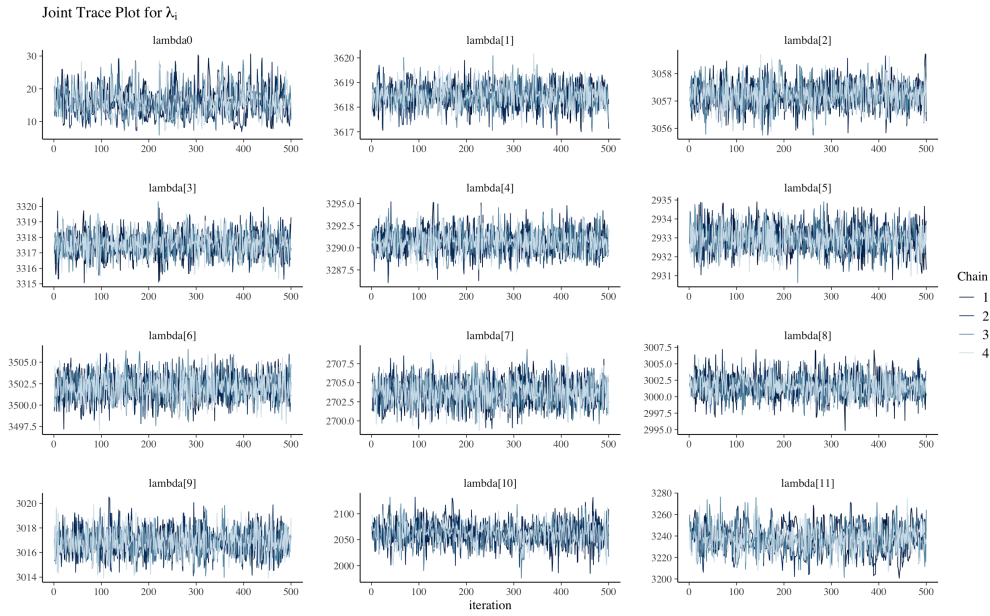 Joint Trace Plot for λi
lambda0 lambda[1] lambda[2]
30
20
10
0 100 200 300 400 500
3620
3619
3618
3617
0 100 200 300 400 500
3058
3057
3056
0 100 200 300 400 500
lambda[3] lambda[4] lambda[5]
3320
3319
3318
3317
3316
3315
0 100 200 300 400 500
3295.0
3292.5
3290.0
3287.5
0 100 200 300 400 500
2935
2934
2933
2932
2931
0 100 200 300 400 500
lambda[6] lambda[7] lambda[8]
3505.0
3502.5
3500.0
3497.5
0 100 200 300 400 500
2707.5
2705.0
2702.5
2700.0
0 100 200 300 400 500
3007.5
3005.0
3002.5
3000.0
2997.5
2995.0
0 100 200 300 400 500
lambda[9] lambda[10] lambda[11]
3020
3018
3016
3014
0 100 200 300 400 500
2100
2050
2000
0 100 200 300 400 500
3280
3260
3240
3220
3200
0 100 200 300 400 500
iteration
Chain
1
2
3
4